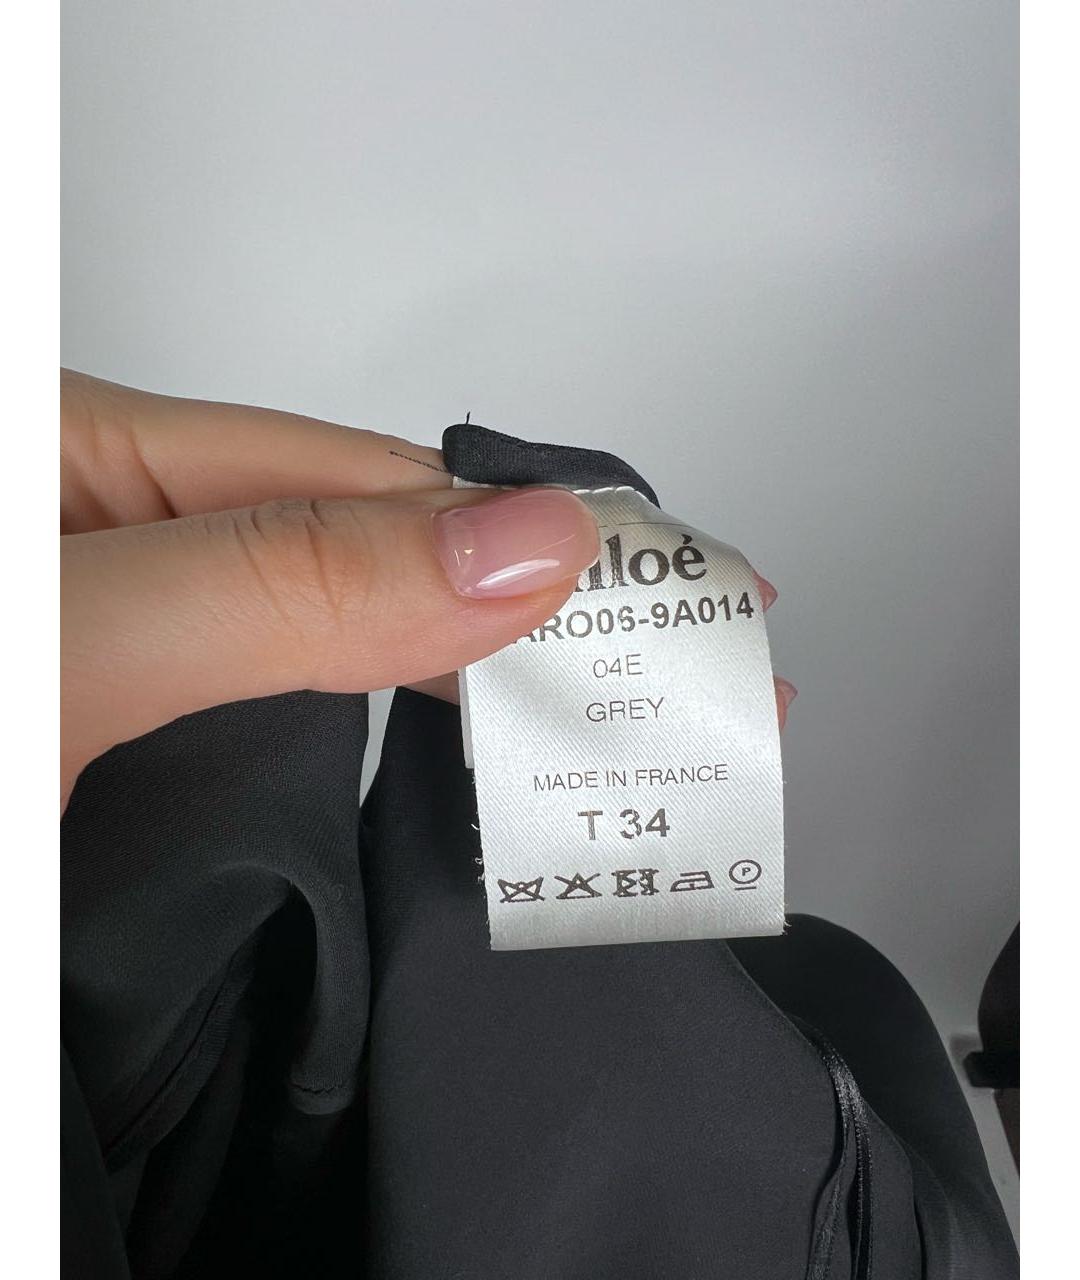 hloé
ARO06-9A014
04E
GREY
MADE IN FRANCE
T 34
P